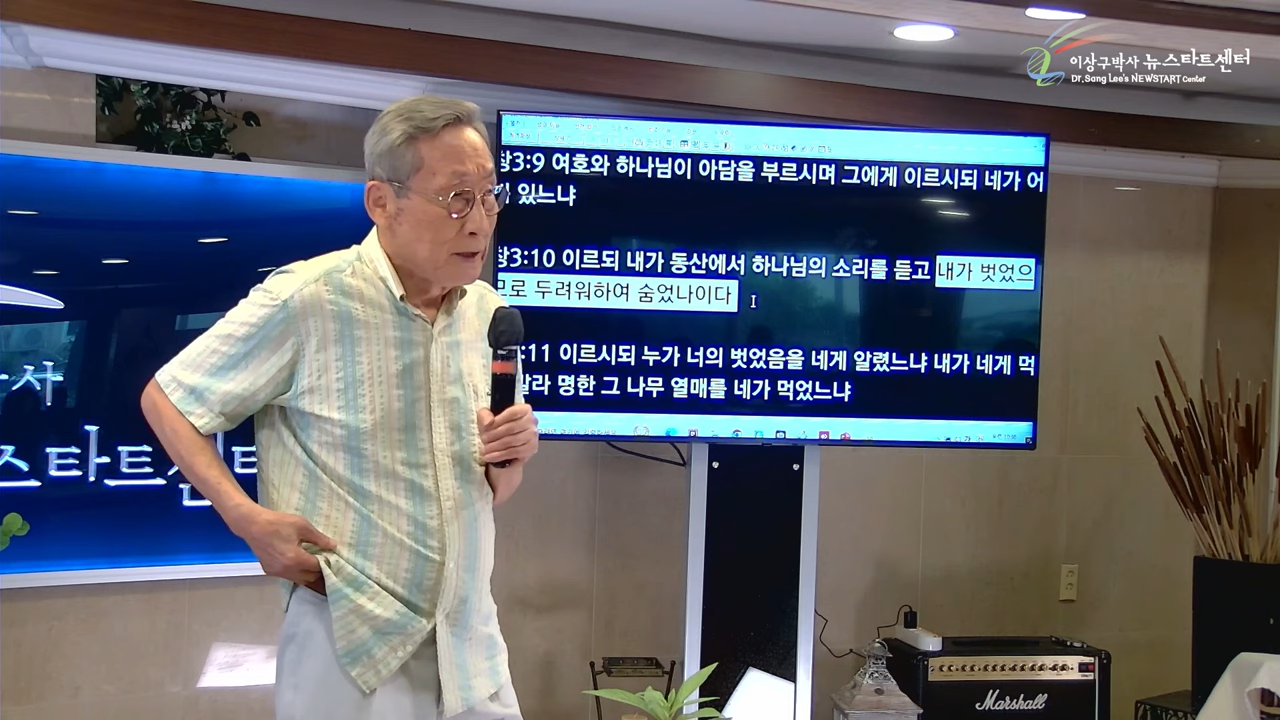 이상구박사 뉴스타트센터
Dr. Sang Lee's NEWSTART Center
창3:9 여호와 하나님이 아담을 부르시며 그에게 이르시되 네가 어
있느냐
창3:10 이르되 내가 동산에서 하나님의 소리를 듣고 내가 벗었으
므로 두려워하여 숨었나이다
:11 이르시되 누가 너의 벗었음을 네게 알렸느냐 내가 네게 먹
말라 명한 그 나무 열매를 네가 먹었느냐
사
스타트센터
Marshall